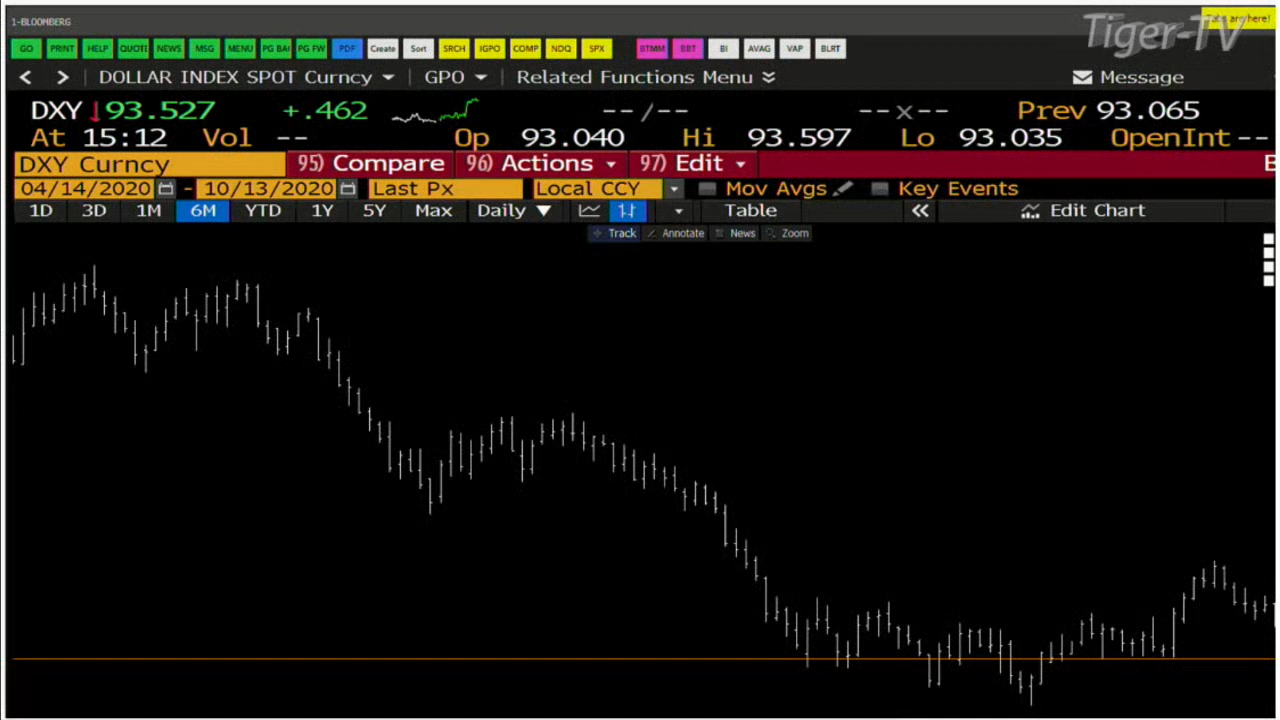 1-BLOOMBERG
Tiger-TV
GO PRINT HELP QUOTE NEWS MSG MENU PG BAC PG FW PDF Create Sort SRCH IGPO COMP NDQ SPX BTMM BBT BI AVAG VAP BLRT
< > DOLLAR INDEX SPOT Curncy GPO Related Functions Menu Message
DXY ↓93.527 +.462 --/-- --x-- Prev 93.065
At 15:12 Vol -- Op 93.040 Hi 93.597 Lo 93.035 OpenInt --
DXY Curncy 95) Compare 96) Actions 97) Edit
04/14/2020 - 10/13/2020 Last Px Local CCY Mov Avgs Key Events
1D 3D 1M 6M YTD 1Y 5Y Max Daily ▼ Table « Edit Chart
Track Annotate News Zoom